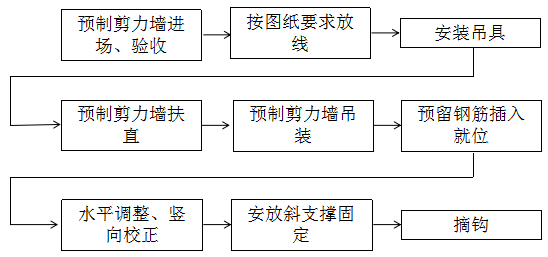 预制剪力墙进
场、验收
按图纸要求放
线
安装吊具
预制剪力墙扶
直
预制剪力墙吊
装
预留钢筋插入
就位
水平调整、竖
向校正
安放斜支撑固
定
摘钩